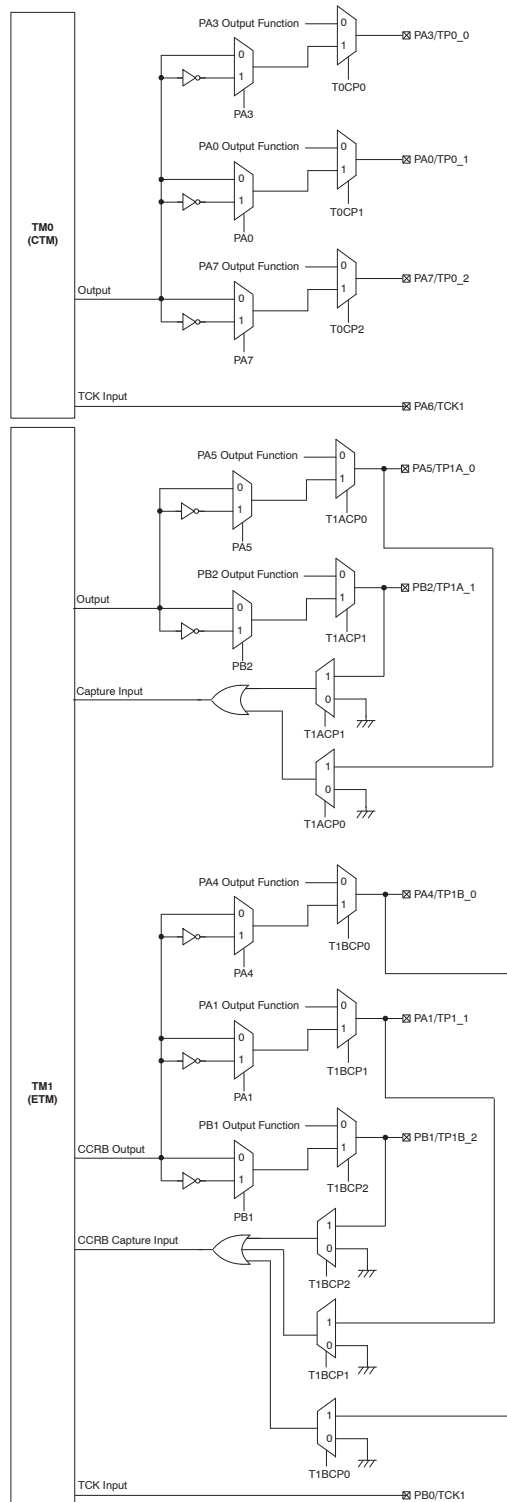 PA3 Output Function
0
1
PA3/TP0_0
0
1
T0CP0
PA3
PA0 Output Function
0
1
PA0/TP0_1
0
1
T0CP1
PA0
TM0
(CTM)
PA7 Output Function
0
1
PA7/TP0_2
Output
0
1
T0CP2
PA7
TCK Input
PA6/TCK1
PA5 Output Function
0
1
PA5/TP1A_0
0
1
T1ACP0
PA5
PB2 Output Function
0
1
PB2/TP1A_1
Output
0
1
T1ACP1
PB2
1
0
Capture Input
T1ACP1
1
0
T1ACP0
PA4 Output Function
0
1
PA4/TP1B_0
0
1
T1BCP0
PA4
PA1 Output Function
0
1
PA1/TP1_1
0
1
T1BCP1
PA1
TM1
(ETM)
PB1 Output Function
0
1
PB1/TP1B_2
CCRB Output
0
1
T1BCP2
PB1
1
0
CCRB Capture Input
T1BCP2
1
0
T1BCP1
1
0
T1BCP0
TCK Input
PB0/TCK1